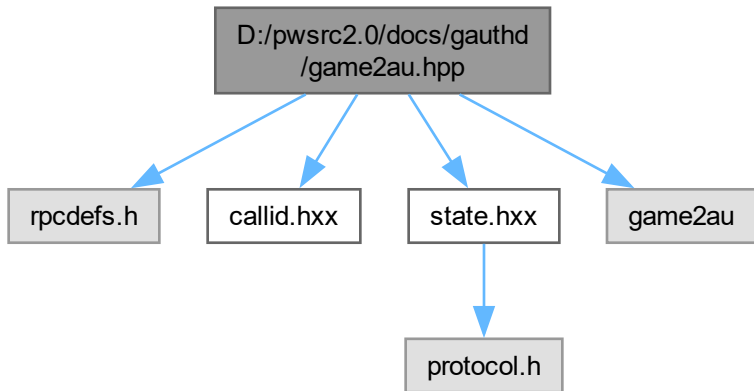 D:/pwsrc2.0/docs/gauthd
/game2au.hpp
rpcdefs.h
callid.hxx
state.hxx
game2au
protocol.h